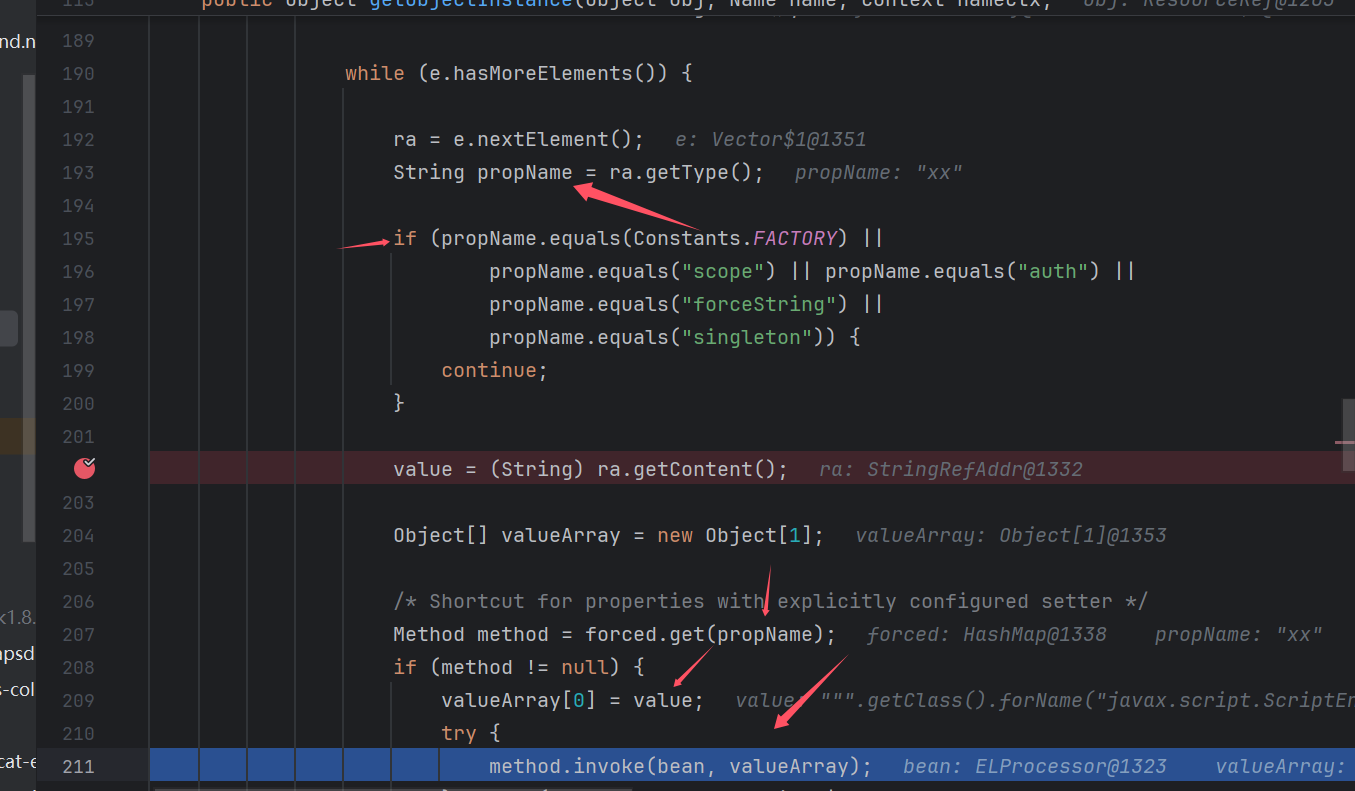 113 public Object getObjectInstance(Object obj, Name name, Context nameCtx, obj: ResourceRef@1285
nd.n
189
190 while (e.hasMoreElements()) {
191
192 ra = e.nextElement(); e: Vector$1@1351
193 String propName = ra.getType(); propName: "xx"
194
195 if (propName.equals(Constants.FACTORY) ||
196 propName.equals("scope") || propName.equals("auth") ||
197 propName.equals("forceString") ||
198 propName.equals("singleton")) {
199 continue;
200 }
201
value = (String) ra.getContent(); ra: StringRefAddr@1332
203
204 Object[] valueArray = new Object[1]; valueArray: Object[1]@1353
205
206 /* Shortcut for properties with explicitly configured setter */
k1.8.
207 Method method = forced.get(propName); forced: HashMap@1338 propName: "xx"
apsd
208 if (method != null) {
s-col
209 valueArray[0] = value; value: """.getClass().forName("javax.script.ScriptEn
210 try {
cat-e
211 method.invoke(bean, valueArray); bean: ELProcessor@1323 valueArray: